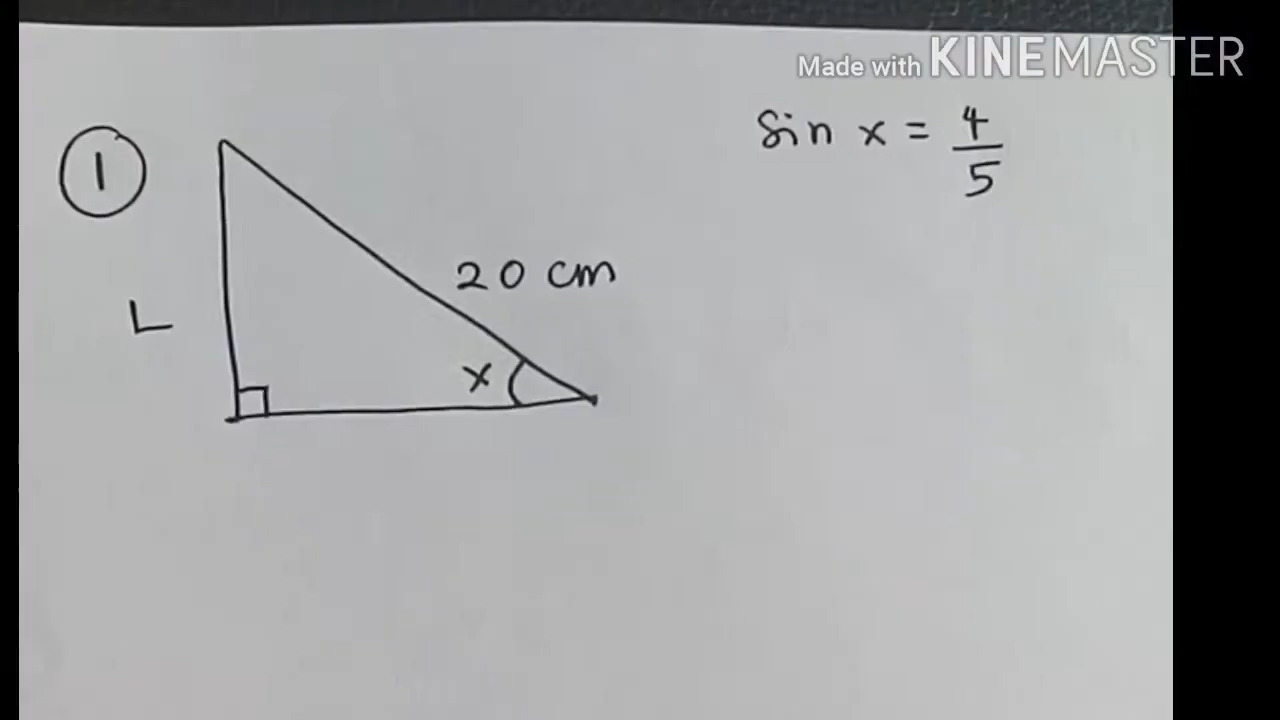 Made with KINEMASTER
sin x = 4/5
1
20 cm
L
x